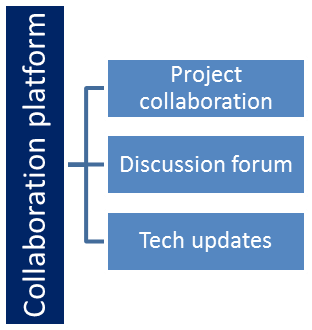 Collaboration platform
Project
collaboration
Discussion forum
Tech updates